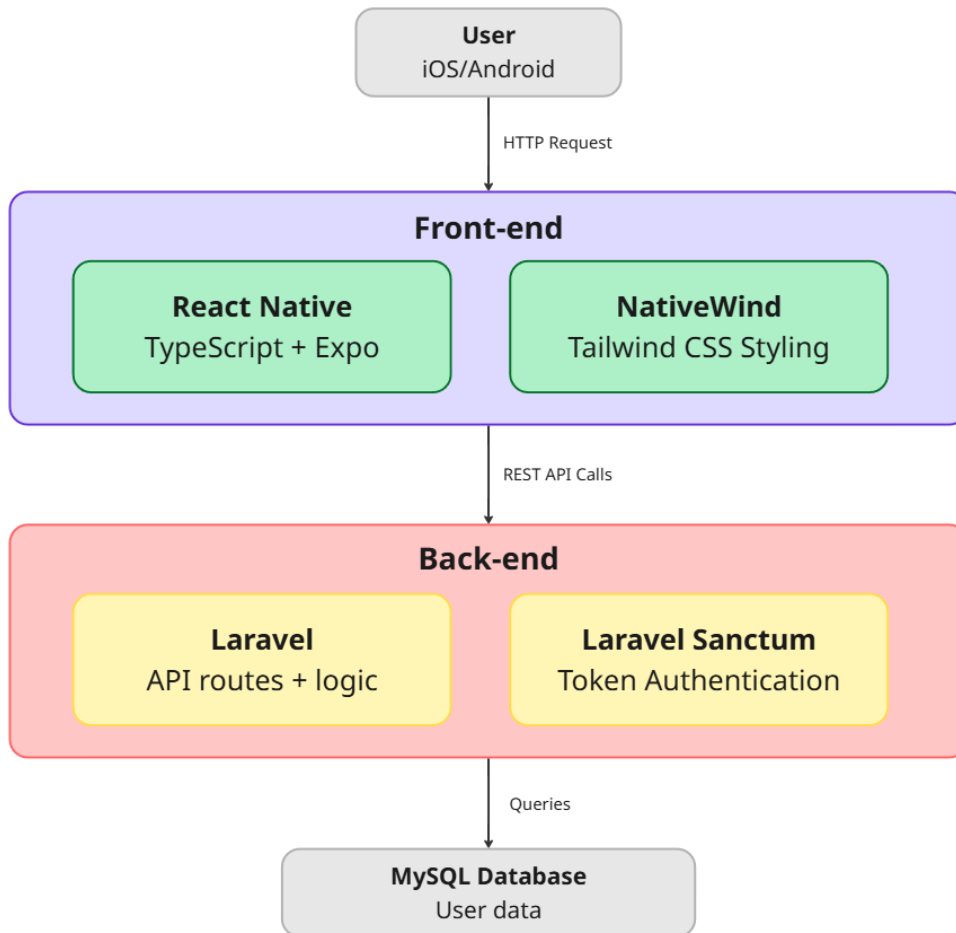 User
iOS/Android
HTTP Request
Front-end
React Native
TypeScript + Expo
NativeWind
Tailwind CSS Styling
REST API Calls
Back-end
Laravel
API routes + logic
Laravel Sanctum
Token Authentication
Queries
MySQL Database
User data